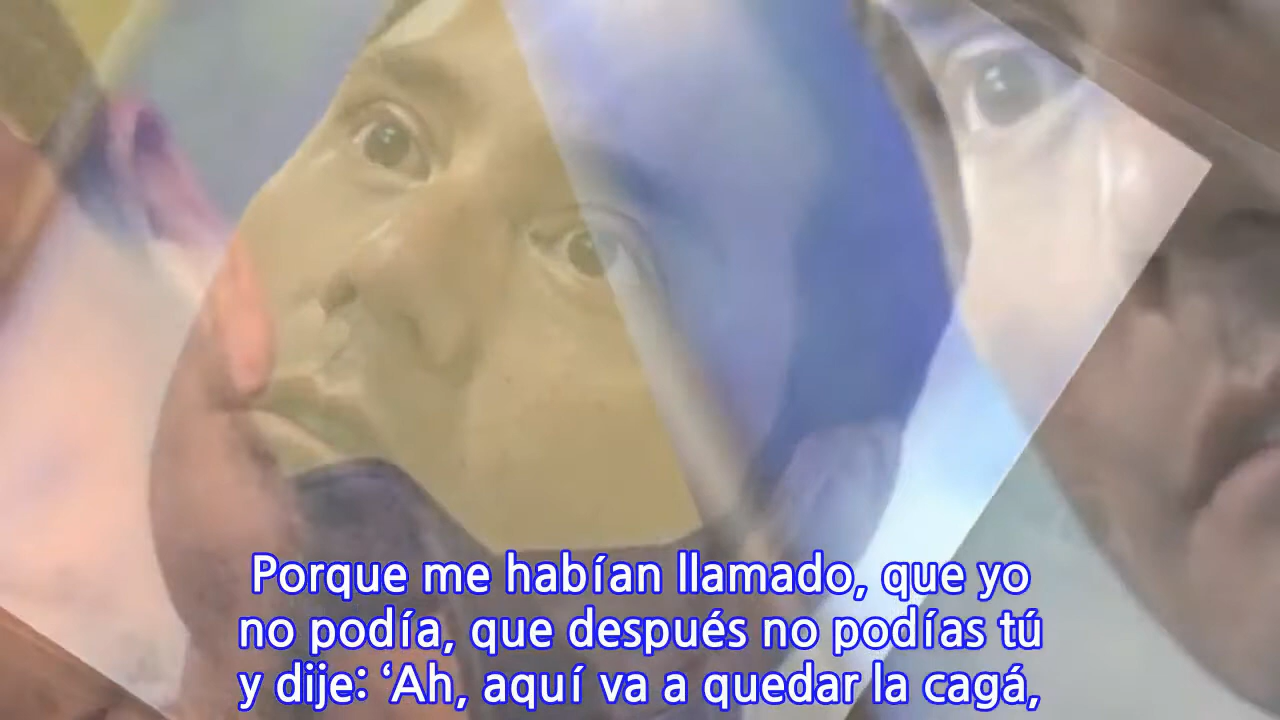 Porque me habían llamado, que yo
no podía, que después no podías tú
y dije: ‘Ah, aquí va a quedar la cagá,